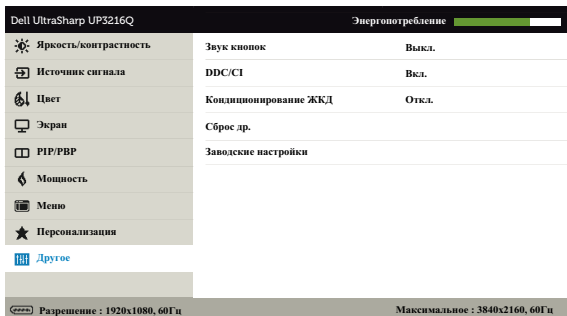 Dell UltraSharp UP3216Q Энергопотребление
Яркость/контрастность
Источник сигнала
Цвет
Экран
PIP/PBP
Мощность
Меню
Персонализация
Другое
Звук кнопок Выкл.
DDC/CI Вкл.
Кондиционирование ЖКД Откл.
Сброс др.
Заводские настройки
Разрешение : 1920x1080, 60Гц Максимальное : 3840x2160, 60Гц